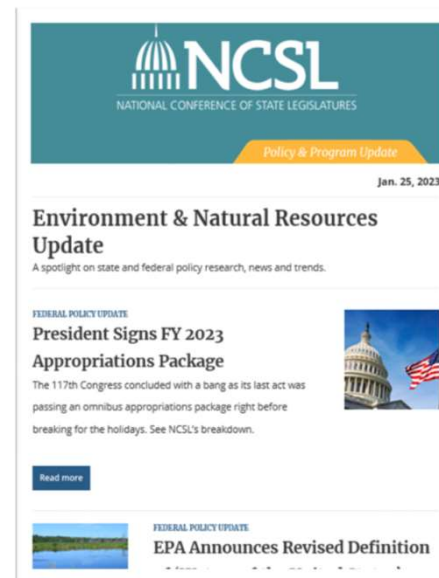 NCSL
NATIONAL CONFERENCE OF STATE LEGISLATURES
Policy & Program Update
Jan. 25, 2023
Environment & Natural Resources
Update
A spotlight on state and federal policy research, news and trends.
FEDERAL POLICY UPDATE
President Signs FY 2023
Appropriations Package
The 117th Congress concluded with a bang as its last act was
passing an omnibus appropriations package right before
breaking for the holidays. See NCSL's breakdown.
Read more
FEDERAL POLICY UPDATE
EPA Announces Revised Definition